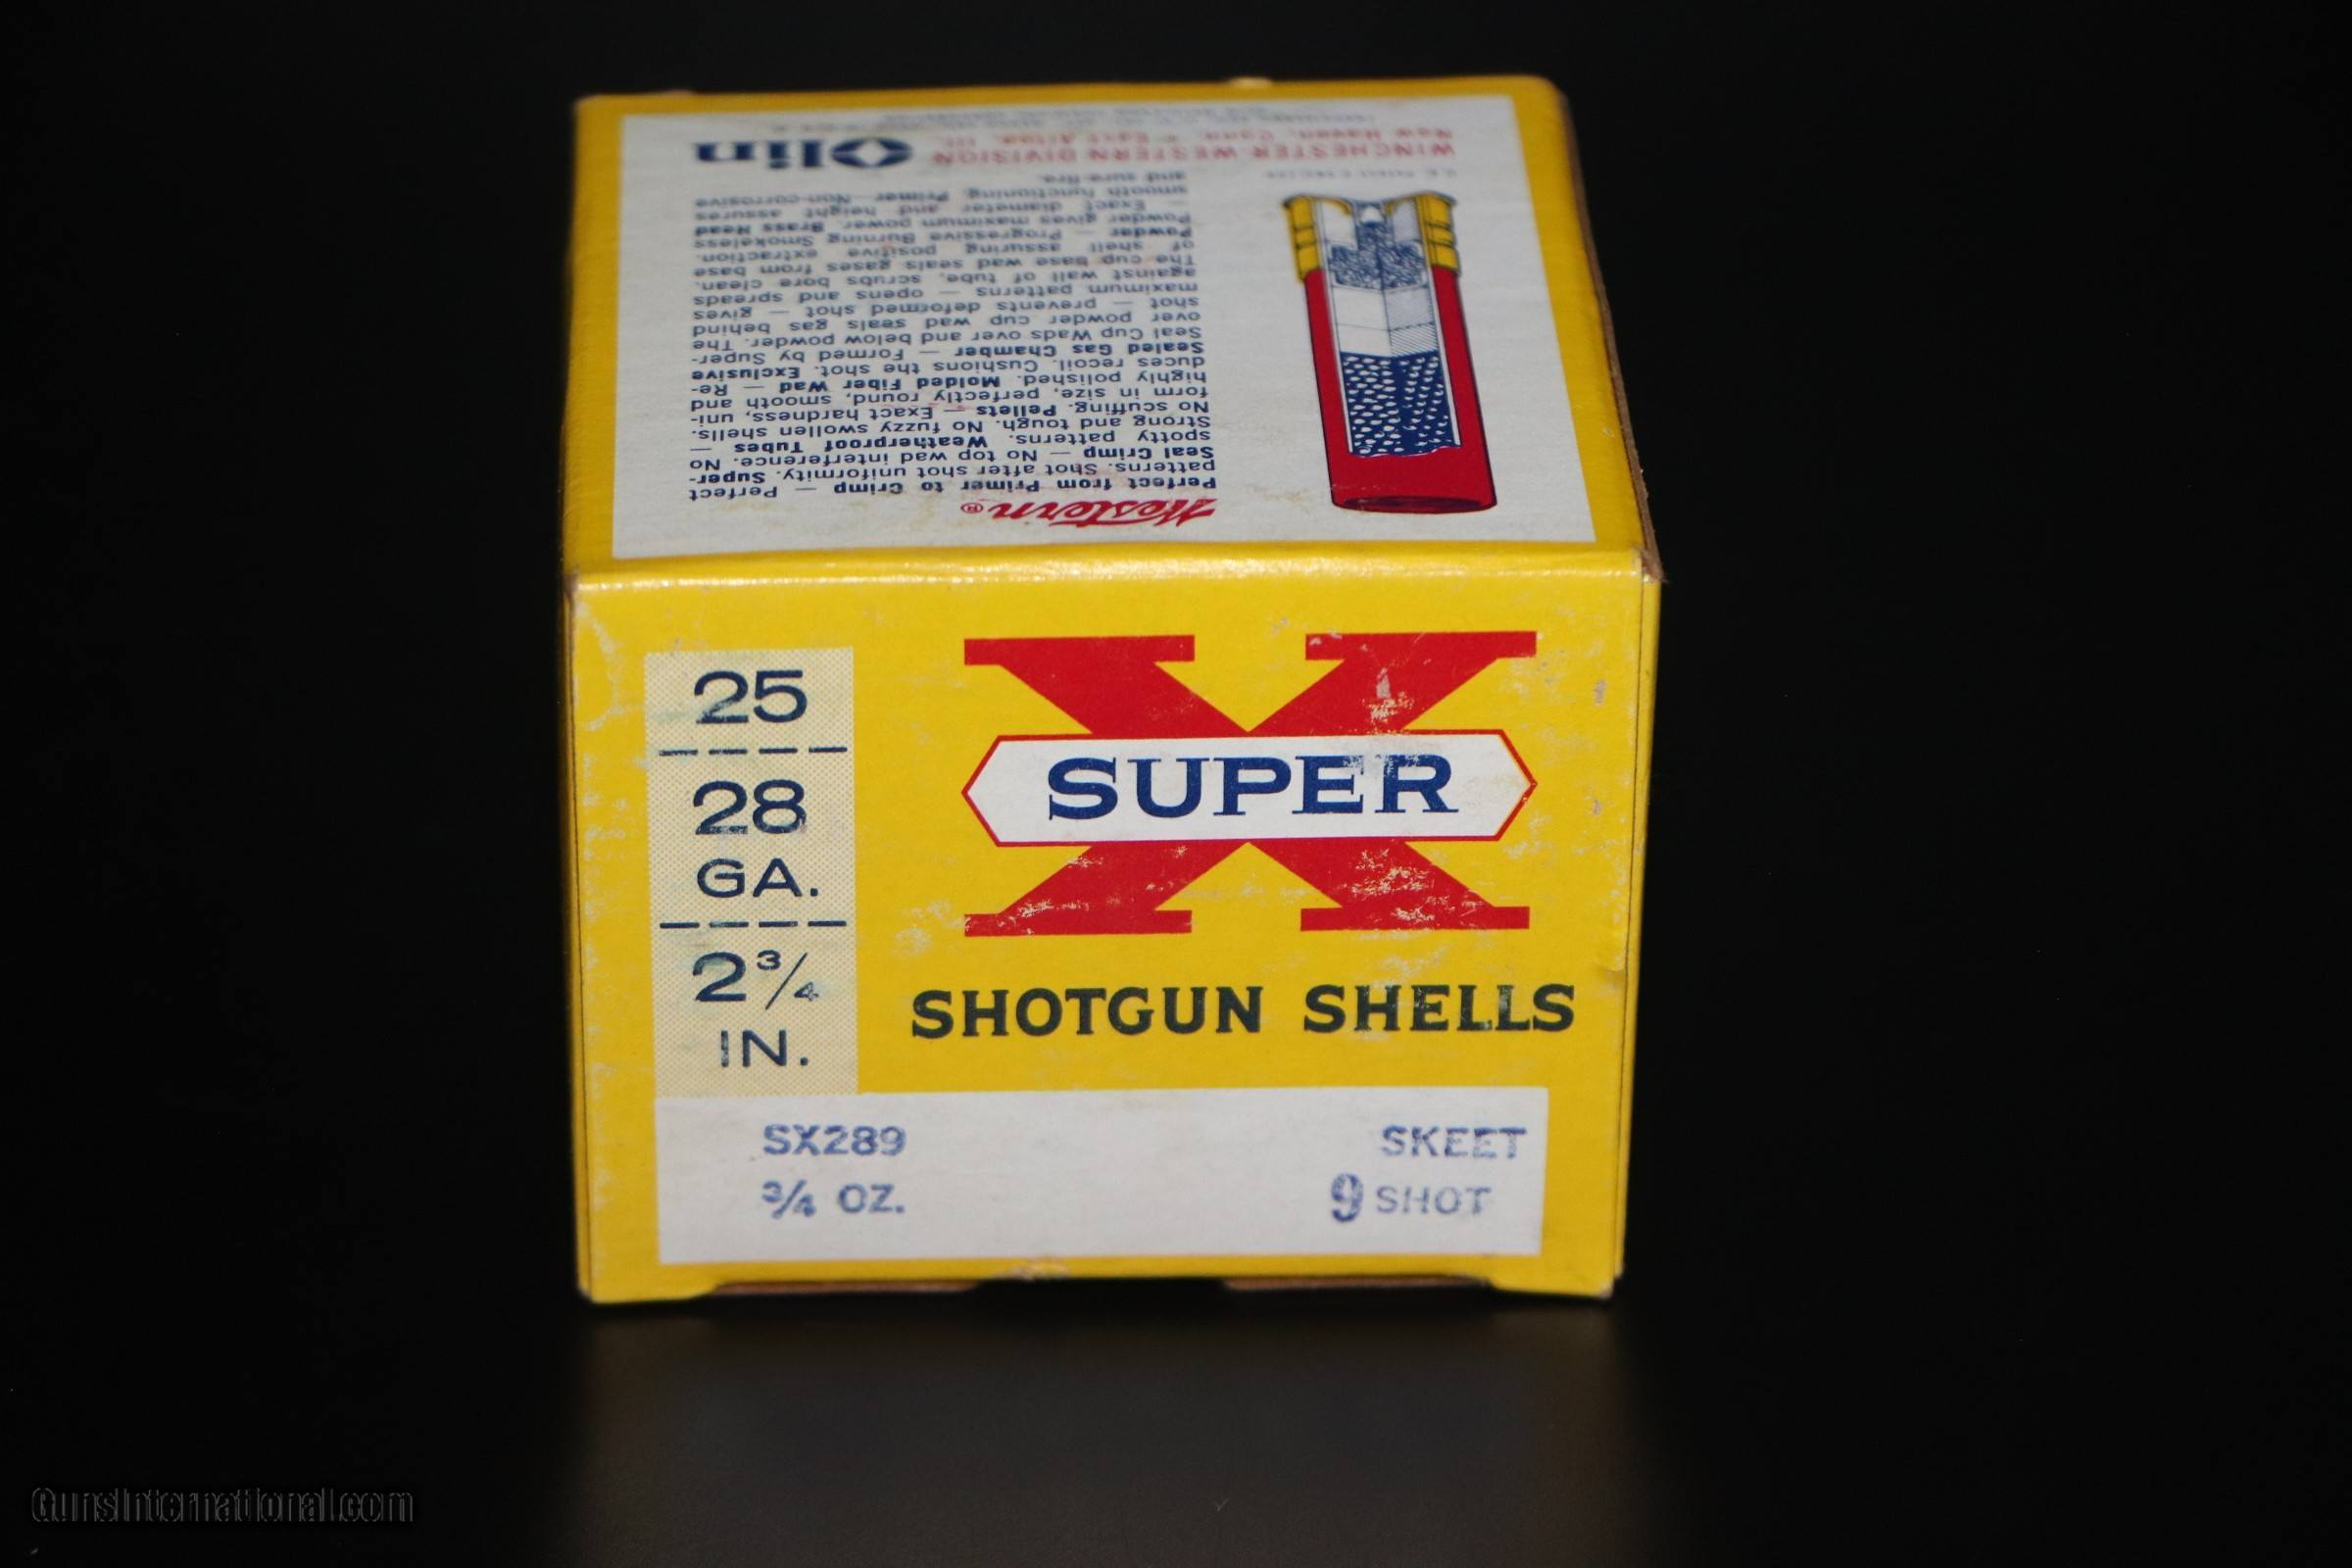 Olin
WINCHESTER-WESTERN DIVISION
New Haven, Conn. • East Alton, Ill.
Western®
Perfect from Primer to Crimp — Perfect
patterns. Shot after shot uniformity. Super-
Seal Crimp — No top wad interference. No
spotty patterns. Weatherproof Tubes —
Strong and tough. No fuzzy swollen shells.
No scuffing. Pellets — Exact hardness, uni-
form in size, perfectly round, smooth and
highly polished. Molded Fiber Wad — Re-
duces recoil. Cushions the shot. Exclusive
Sealed Gas Chamber — Formed by Super-
Seal Cup Wads over and below powder. The
over powder cup wad seals gas behind
shot — prevents deformed shot — gives
maximum patterns — opens and spreads
against wall of tube, scrubs bore clean.
The cup base wad seals gases from base
of shell assuring positive extraction.
Powder — Progressive Burning Smokeless
Powder gives maximum power. Brass Head
— Exact diameter and height assures
smooth functioning. Primer — Non-corrosive
and sure-fire.
25
28
GA.
2 3/4
IN.
X
SUPER
SHOTGUN SHELLS
SX289
3/4 OZ.
SKEET
9 SHOT
GunsInternational.com